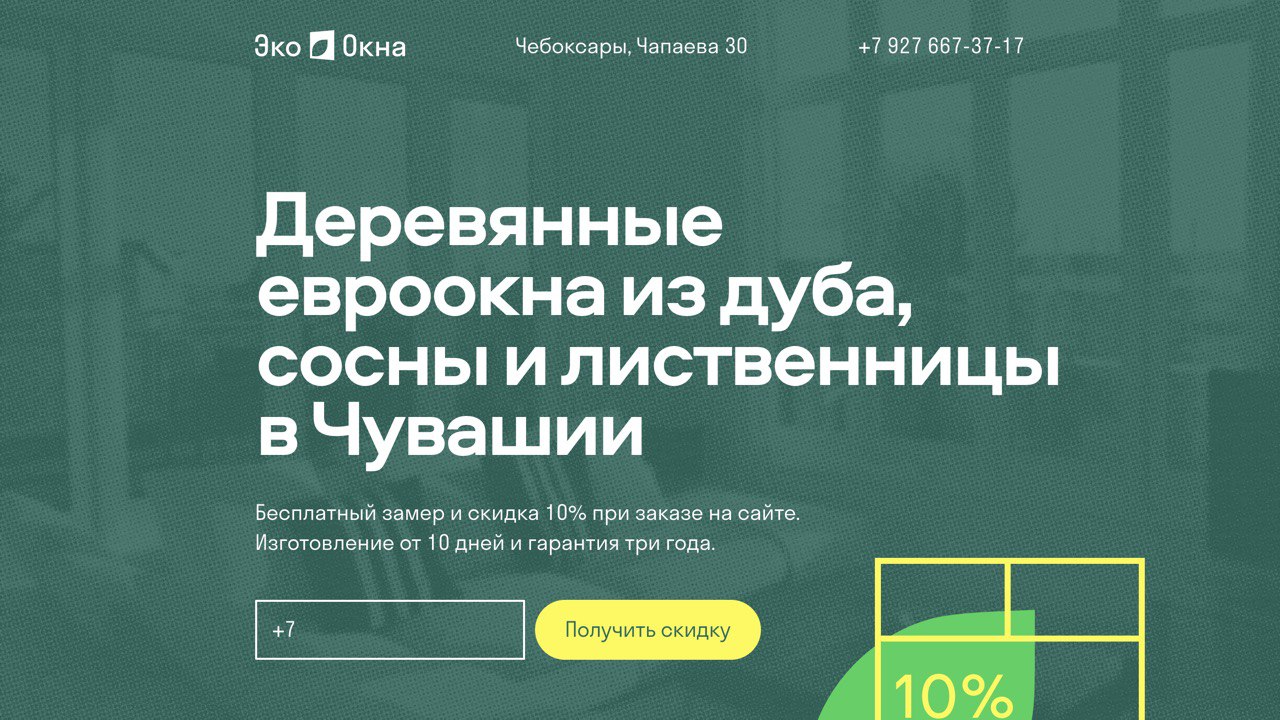 Эко Окна
Чебоксары, Чапаева 30
+7 927 667-37-17
Деревянные
евроокна из дуба,
сосны и лиственницы
в Чувашии
Бесплатный замер и скидка 10% при заказе на сайте.
Изготовление от 10 дней и гарантия три года.
+7
Получить скидку
10%